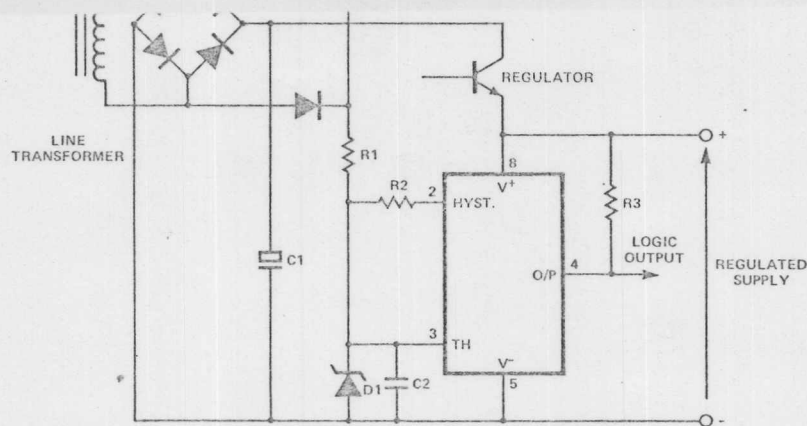 REGULATOR
LINE
TRANSFORMER
R1
8
V+
R2
2
HYST.
R3
C1
LOGIC
OUTPUT
4
O/P
REGULATED
SUPPLY
+
3
TH
D1
C2
V-
5
-